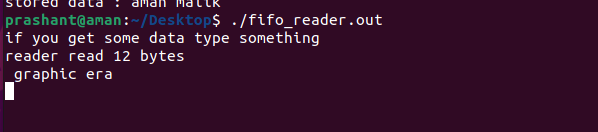 stored data : aman malik
prashant@aman:~/Desktop$ ./fifo_reader.out
if you get some data type something
reader read 12 bytes
 graphic era